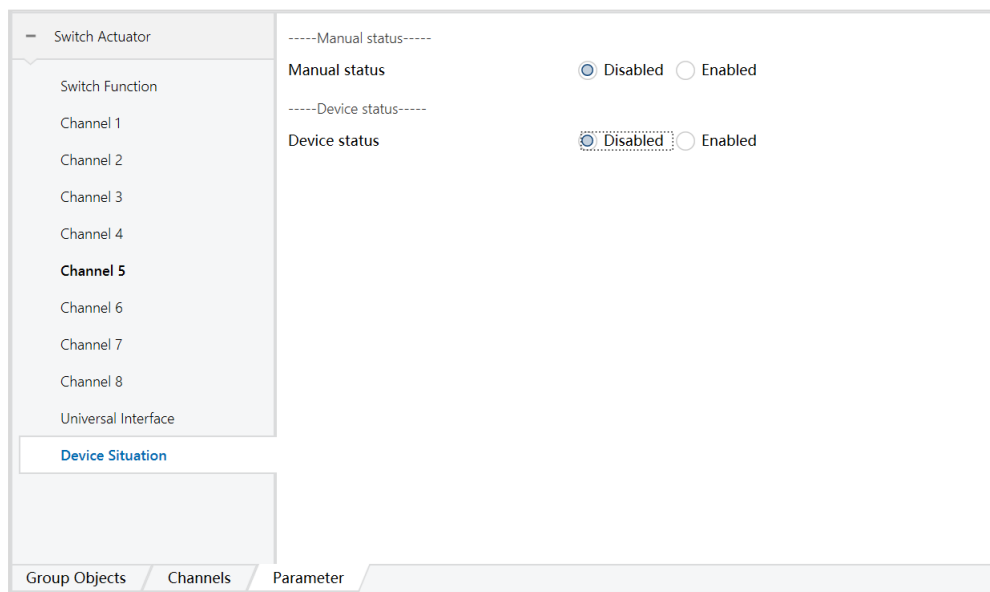 Switch Actuator
Switch Function
Channel 1
Channel 2
Channel 3
Channel 4
Channel 5
Channel 6
Channel 7
Channel 8
Universal Interface
Device Situation
-----Manual status-----
Manual status Disabled Enabled
-----Device status-----
Device status Disabled Enabled
Group Objects Channels Parameter